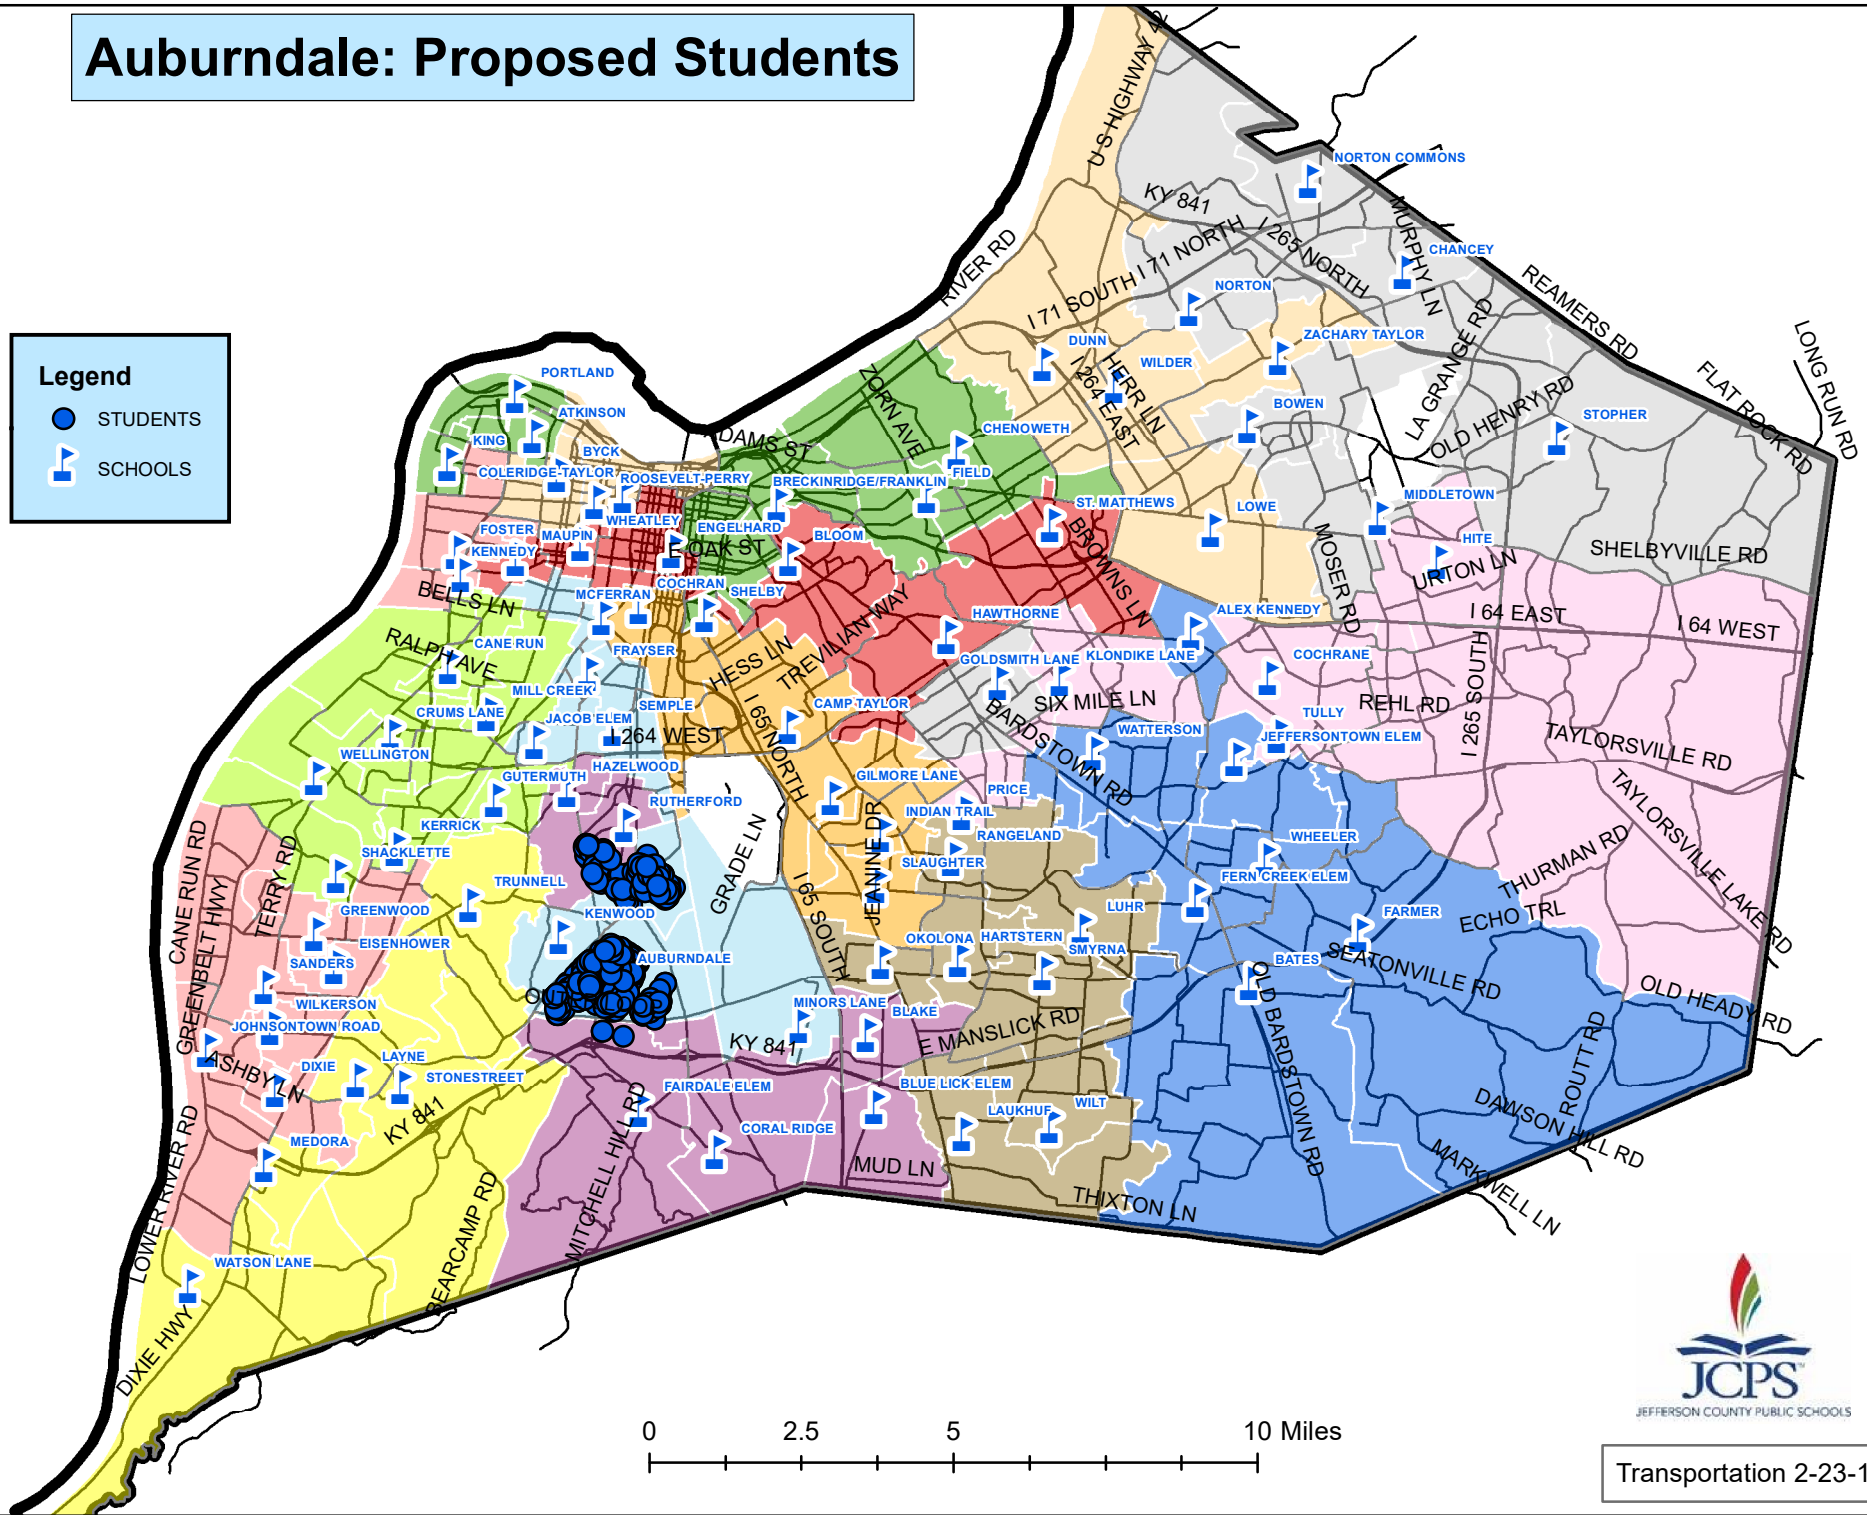 Auburndale: Proposed Students
Legend
STUDENTS
SCHOOLS
U S HIGHWAY 42
NORTON COMMONS
KY 841
MURPHY LN
CHANCEY
I 71 NORTH
I 265 NORTH
RIVER RD
REAMERS RD
NORTON
I 71 SOUTH
LA GRANGE RD
LONG RUN RD
ZACHARY TAYLOR
DUNN
WILDER
HERR LN
I 264 EAST
FLAT ROCK RD
PORTLAND
ZORN AVE
OLD HENRY RD
BOWEN
STOPHER
ATKINSON
ADAMS ST
CHENOWETH
KING
BYCK
COLERIDGE-TAYLOR
ROOSEVELT-PERRY
BRECKINRIDGE/FRANKLIN
FIELD
MIDDLETOWN
ST. MATTHEWS
LOWE
WHEATLEY
ENGELHARD
FOSTER
MAUPIN
BLOOM
BROWNS LN
HITE
MOSER RD
KENNEDY
E OAK ST
SHELBYVILLE RD
URTON LN
BELLS LN
COCHRAN
MCFERRAN
SHELBY
HAWTHORNE
ALEX KENNEDY
I 64 EAST
I 64 WEST
RALPH AVE
CANE RUN
FRAYSER
TREVILIAN WAY
HESS LN
GOLDSMITH LANE
KLONDIKE LANE
COCHRANE
I 265 SOUTH
MILL CREEK
SEMPLE
CAMP TAYLOR
SIX MILE LN
REHL RD
CRUMS LANE
JACOB ELEM
I 65 NORTH
BARDSTOWN RD
TULLY
I 264 WEST
WATTERSON
JEFFERSONTOWN ELEM
TAYLORSVILLE RD
WELLINGTON
HAZELWOOD
GUTERMUTH
GILMORE LANE
PRICE
RUTHERFORD
INDIAN TRAIL
TAYLORSVILLE LAKE RD
KERRICK
RANGELAND
WHEELER
CANE RUN RD
TERRY RD
SHACKLETTE
GRADE LN
JEANNINE DR
SLAUGHTER
THURMAN RD
TRUNNELL
FERN CREEK ELEM
GREENBELT HWY
GREENWOOD
KENWOOD
I 65 SOUTH
LUHR
FARMER
ECHO TRL
EISENHOWER
OKOLONA
HARTSTERN
SMYRNA
SANDERS
AUBURNDALE
BATES
SEATONVILLE RD
OLD HEADY RD
WILKERSON
MINORS LANE
BLAKE
JOHNSONTOWN ROAD
E MANSLICK RD
OLD BARDSTOWN RD
KY 841
ASHBY LN
DIXIE
LAYNE
STONESTREET
FAIRDALE ELEM
BLUE LICK ELEM
ROUTT RD
KY 841
LAUKHUF
WILT
DAWSON HILL RD
CORAL RIDGE
MEDORA
MITCHELL HILL RD
MUD LN
MARKWELL LN
LOWER RIVER RD
BEARCAMP RD
THIXTON LN
WATSON LANE
DIXIE HWY
JCPS
JEFFERSON COUNTY PUBLIC SCHOOLS
0 2.5 5 10 Miles
Transportation 2-23-1